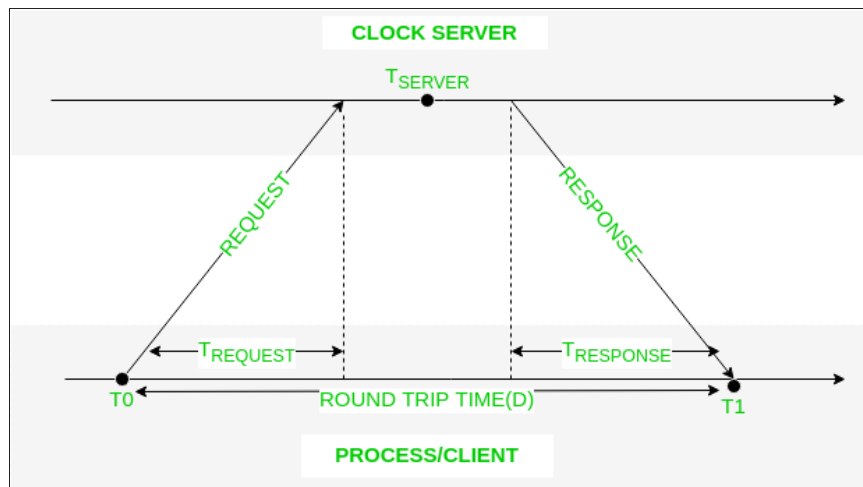 CLOCK SERVER
TSERVER
REQUEST
RESPONSE
TREQUEST
TRESPONSE
T0
ROUND TRIP TIME(D)
T1
PROCESS/CLIENT